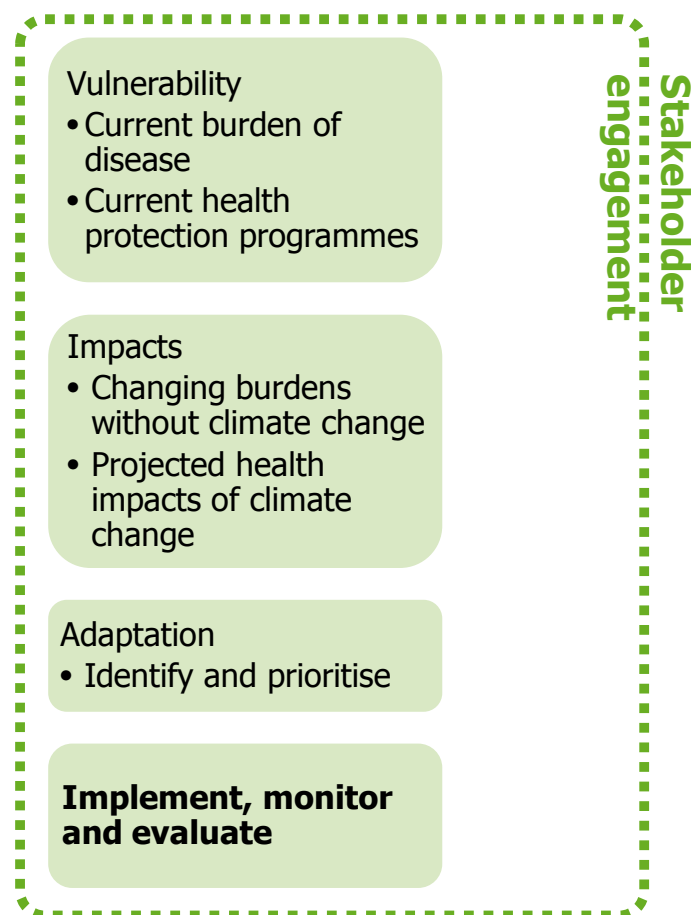 Vulnerability
• Current burden of
disease
• Current health
protection programmes
Impacts
• Changing burdens
without climate change
• Projected health
impacts of climate
change
Adaptation
• Identify and prioritise
Implement, monitor
and evaluate
Stakeholder
engagement